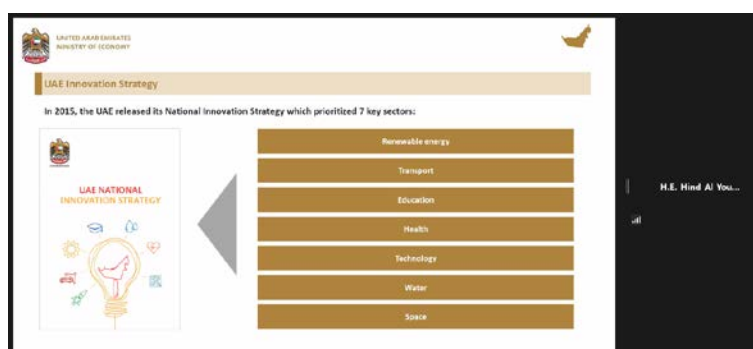 UNITED ARAB EMIRATES
MINISTRY OF ECONOMY
UAE Innovation Strategy
In 2015, the UAE released its National Innovation Strategy which prioritized 7 key sectors:
UAE NATIONAL
INNOVATION STRATEGY
Renewable energy
Transport
Education
Health
Technology
Water
Space
H.E. Hind Al You...